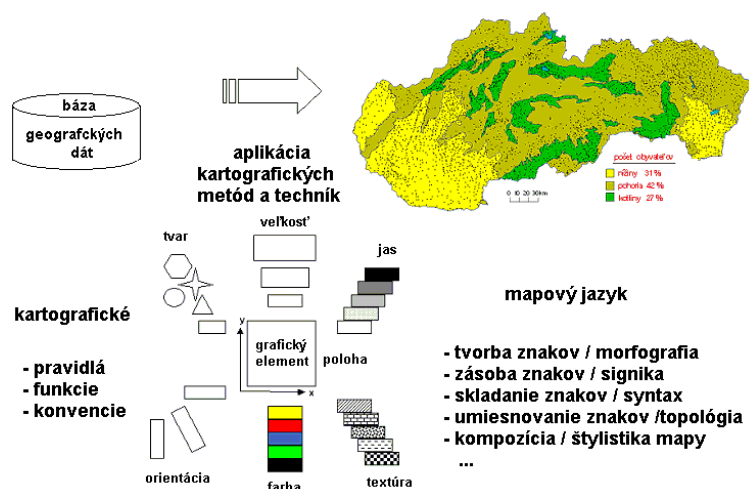 báza
geografckých
dát
aplikácia
kartografických
metód a techník
počet obyvateľov
nížiny 31 %
pohoria 42 %
kotliny 27 %
0 10 20 30km
tvar
veľkosť
jas
kartografické
- pravidlá
- funkcie
- konvencie
y
grafický
element
poloha
x
orientácia
farba
textúra
mapový jazyk
- tvorba znakov / morfografia
- zásoba znakov / signika
- skladanie znakov / syntax
- umiesnovanie znakov /topológia
- kompozícia / štylistika mapy
...